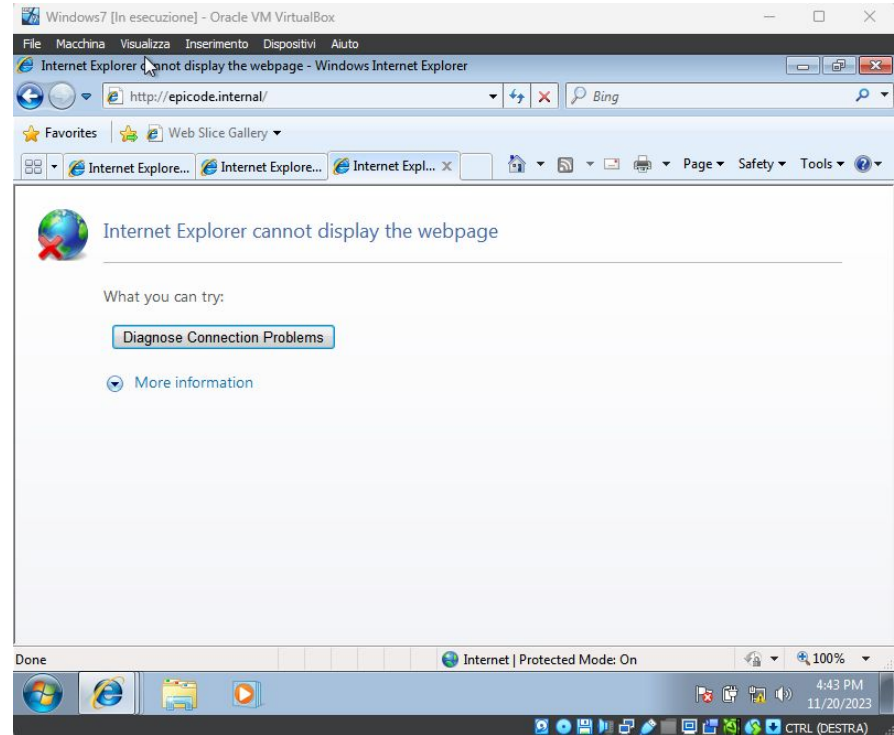 Windows7 [In esecuzione] - Oracle VM VirtualBox
File Macchina Visualizza Inserimento Dispositivi Aiuto
Internet Explorer cannot display the webpage - Windows Internet Explorer
http://epicode.internal/ Bing
Favorites Web Slice Gallery
Internet Explore... Internet Explore... Internet Expl... Page Safety Tools
Internet Explorer cannot display the webpage
What you can try:
Diagnose Connection Problems
More information
Done Internet | Protected Mode: On 100%
4:43 PM
11/20/2023
CTRL (DESTRA)